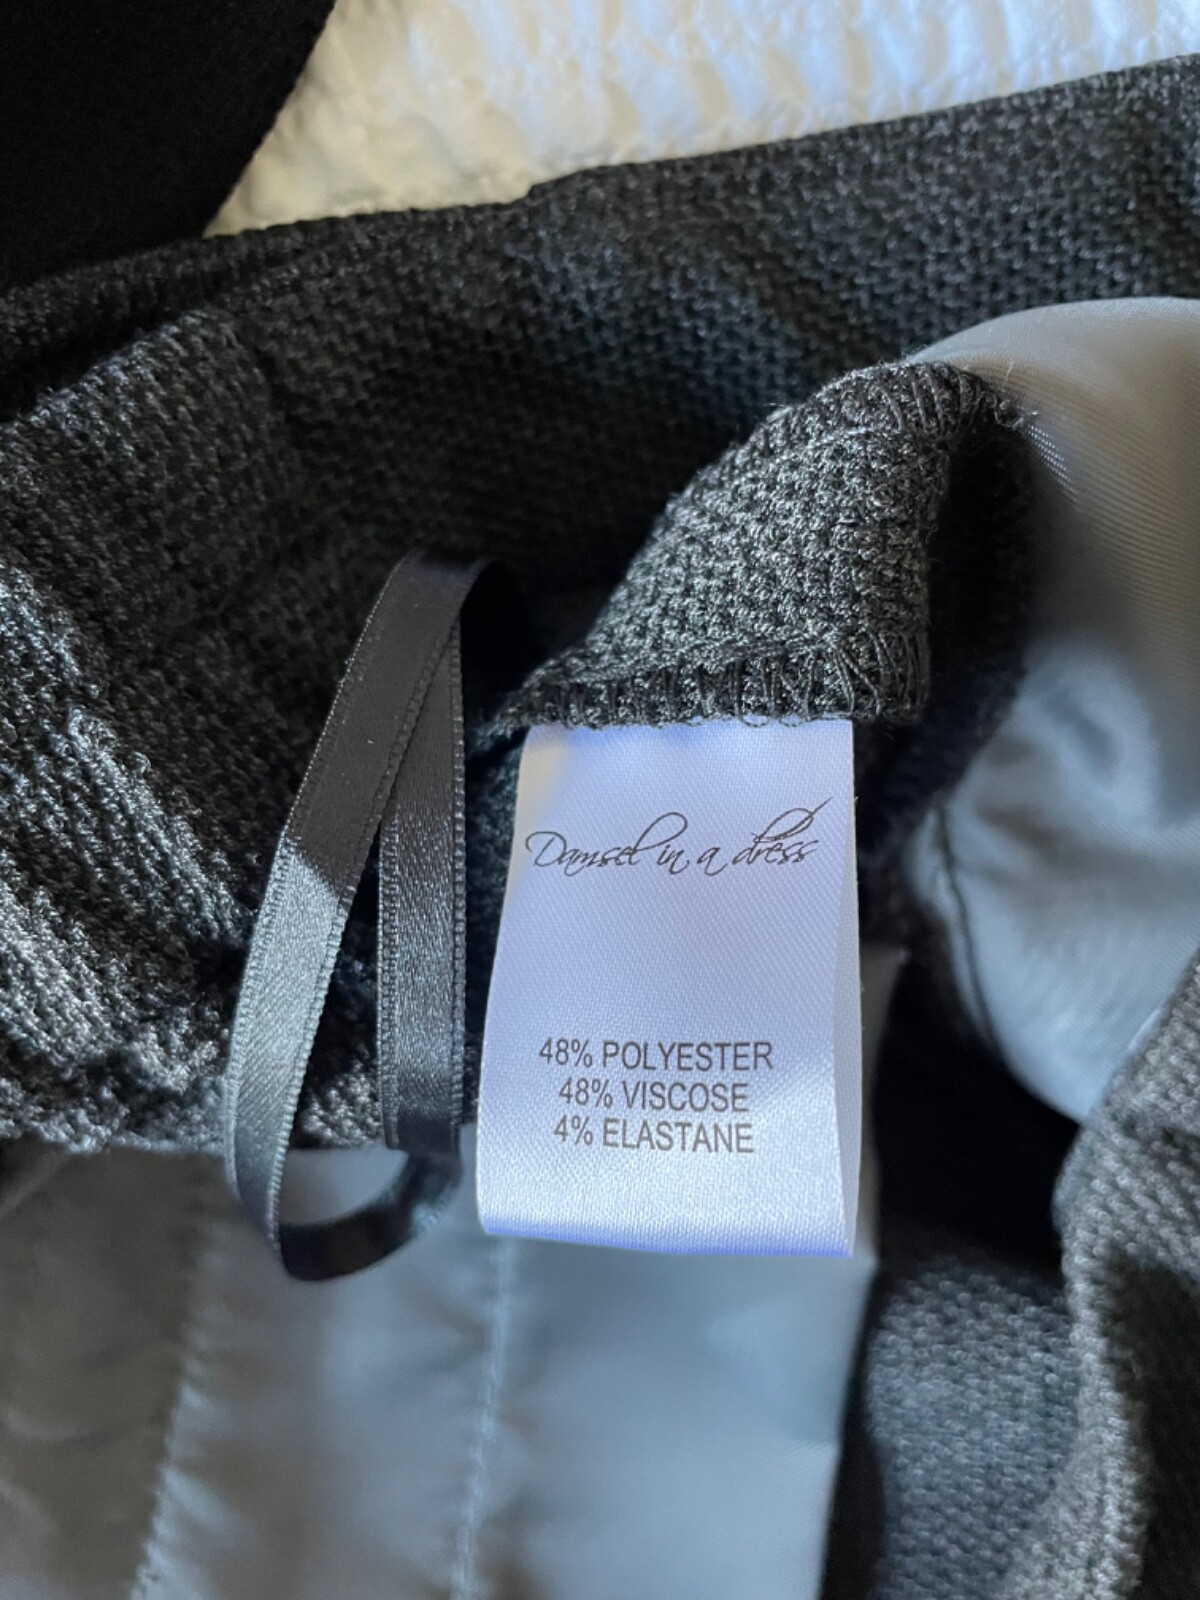 Damsel in a dress
48% POLYESTER
48% VISCOSE
4% ELASTANE